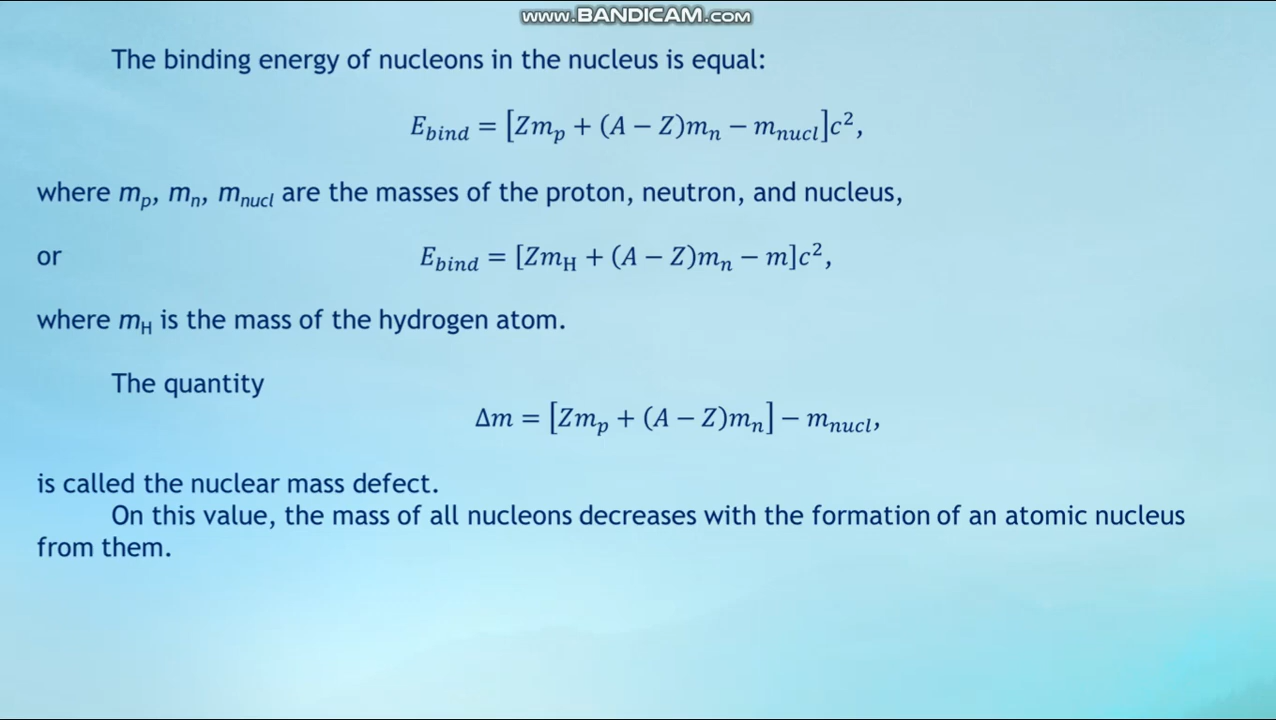 www.BANDICAM.com
The binding energy of nucleons in the nucleus is equal:
E_bind = [Zm_p + (A − Z)m_n − m_nucl]c²,
where m_p, m_n, m_nucl are the masses of the proton, neutron, and nucleus,
or E_bind = [Zm_H + (A − Z)m_n − m]c²,
where m_H is the mass of the hydrogen atom.
The quantity
Δm = [Zm_p + (A − Z)m_n] − m_nucl,
is called the nuclear mass defect.
On this value, the mass of all nucleons decreases with the formation of an atomic nucleus
from them.